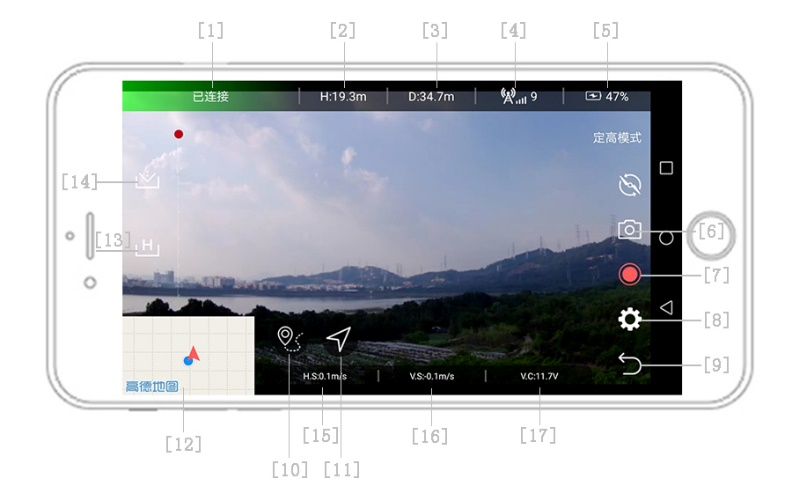 [1] [2] [3] [4] [5]
已连接 H:19.3m D:34.7m 9 47%
定高模式
[14]
[6]
[13] H
[7]
[8]
[9]
高德地圖
H.S:0.1m/s V.S:-0.1m/s V.C:11.7V
[12] [15] [16] [17]
[10] [11]